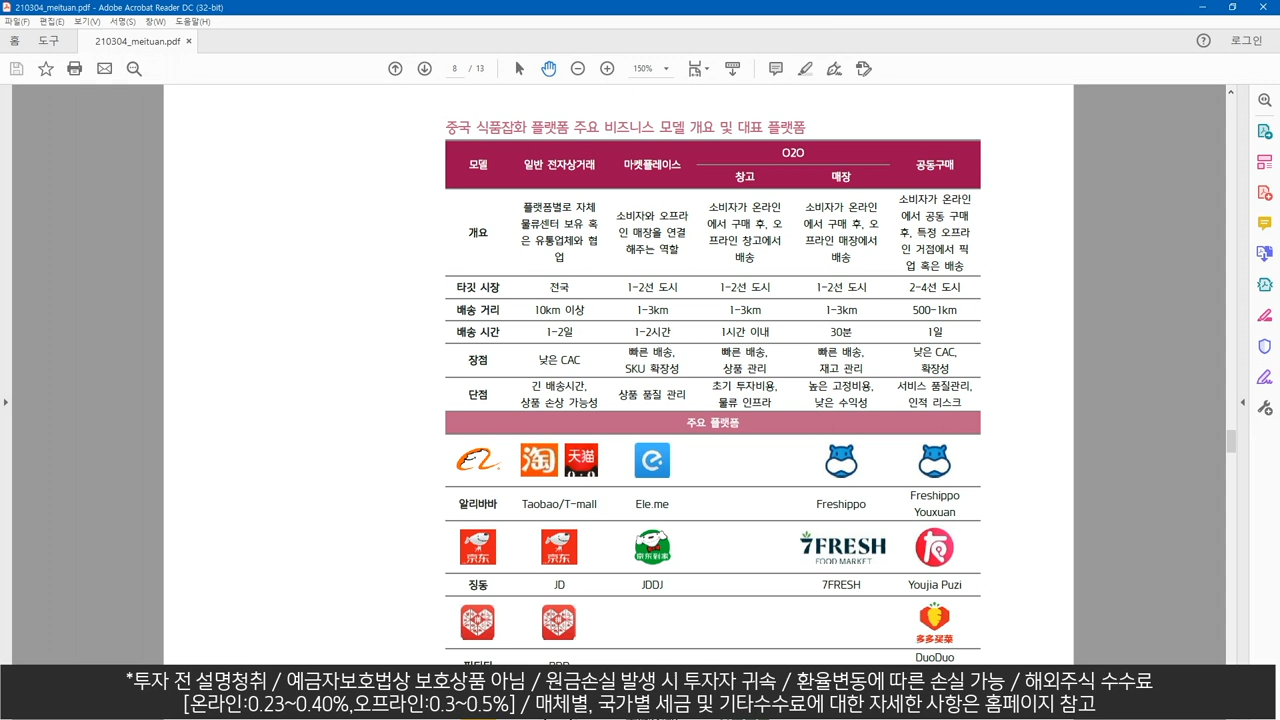 210304_meituan.pdf - Adobe Acrobat Reader DC (32-bit)
파일(F) 편집(E) 보기(V) 서명(S) 창(W) 도움말(H)
홈 도구 210304_meituan.pdf × 로그인
8 / 13 150%
중국 식품잡화 플랫폼 주요 비즈니스 모델 개요 및 대표 플랫폼
O2O
모델 일반 전자상거래 마켓플레이스 공동구매
창고 매장
개요
플랫폼별로 자체
물류센터 보유 혹
은 유통업체와 협
업
소비자와 오프라
인 매장을 연결
해주는 역할
소비자가 온라인
에서 구매 후, 오
프라인 창고에서
배송
소비자가 온라인
에서 구매 후, 오
프라인 매장에서
배송
소비자가 온라인
에서 공동 구매
후, 특정 오프라
인 거점에서 픽
업 혹은 배송
타깃 시장 전국 1-2선 도시 1-2선 도시 1-2선 도시 2-4선 도시
배송 거리 10km 이상 1-3km 1-3km 1-3km 500-1km
배송 시간 1-2일 1-2시간 1시간 이내 30분 1일
장점
낮은 CAC
빠른 배송,
SKU 확장성
빠른 배송,
상품 관리
빠른 배송,
재고 관리
낮은 CAC,
확장성
단점
긴 배송시간,
상품 손상 가능성
상품 품질 관리
초기 투자비용,
물류 인프라
높은 고정비용,
낮은 수익성
서비스 품질관리,
인적 리스크
주요 플랫폼
淘 天猫
알리바바 Taobao/T-mall Ele.me Freshippo
Freshippo
Youxuan
京东 京东 京东到家
7FRESH
FOOD MARKET
징동 JD JDDJ 7FRESH Youjia Puzi
多多买菜
DuoDuo
*투자 전 설명청취 / 예금자보호법상 보호상품 아님 / 원금손실 발생 시 투자자 귀속 / 환율변동에 따른 손실 가능 / 해외주식 수수료
[온라인:0.23~0.40%,오프라인:0.3~0.5%] / 매체별, 국가별 세금 및 기타수수료에 대한 자세한 사항은 홈페이지 참고